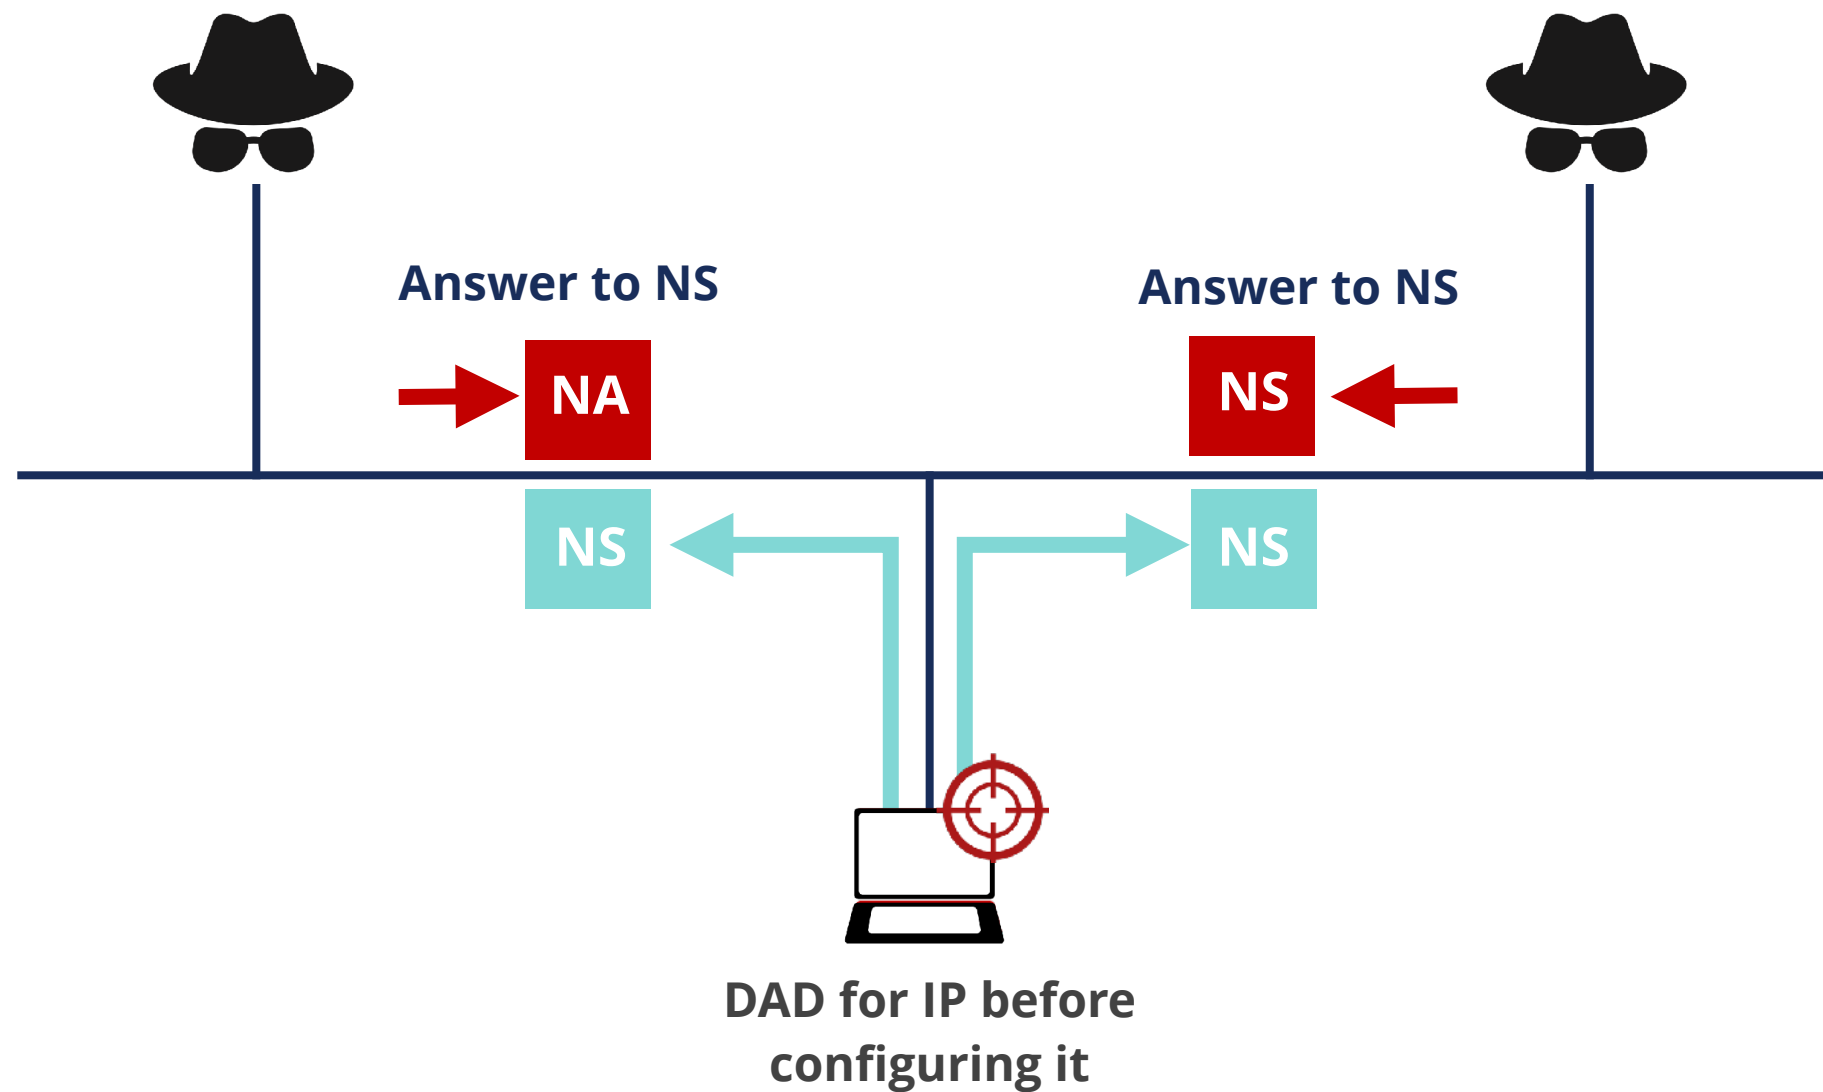 Answer to NS
Answer to NS
NA
NS
NS
NS
DAD for IP before
configuring it